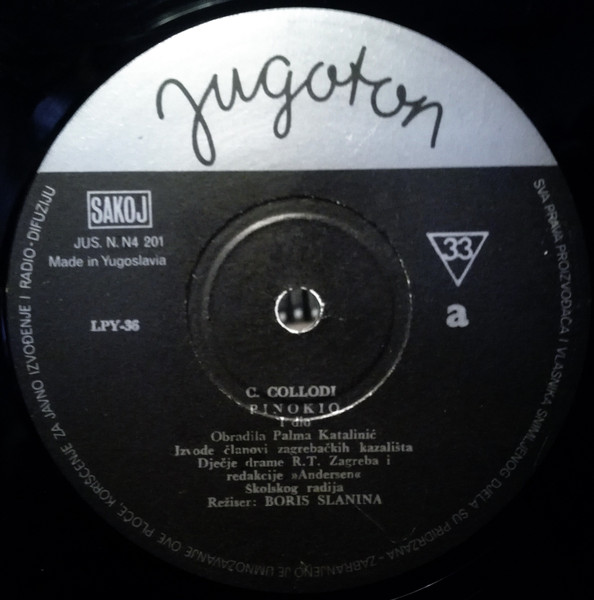 jugoton
SAKOJ
JUS. N. N4 201
Made in Yugoslavia
33
LPY-36
a
C. COLLODI
PINOKIO
I dio
Obradila Palma Katalinić
Izvode članovi zagrebačkih kazališta
Dječje drame R.T. Zagreba i
redakcije »Andersen«
Školskog radija
Režiser: BORIS SLANINA
SVA PRAVA PROIZVOĐAČA I VLASNIKA SNIMLJENOG DJELA SU PRIDRŽANA - ZABRANJENO JE UMNOŽAVANJE OVE PLOČE, KORIŠĆENJE ZA JAVNO IZVOĐENJE I RADIO-DIFUZIJU